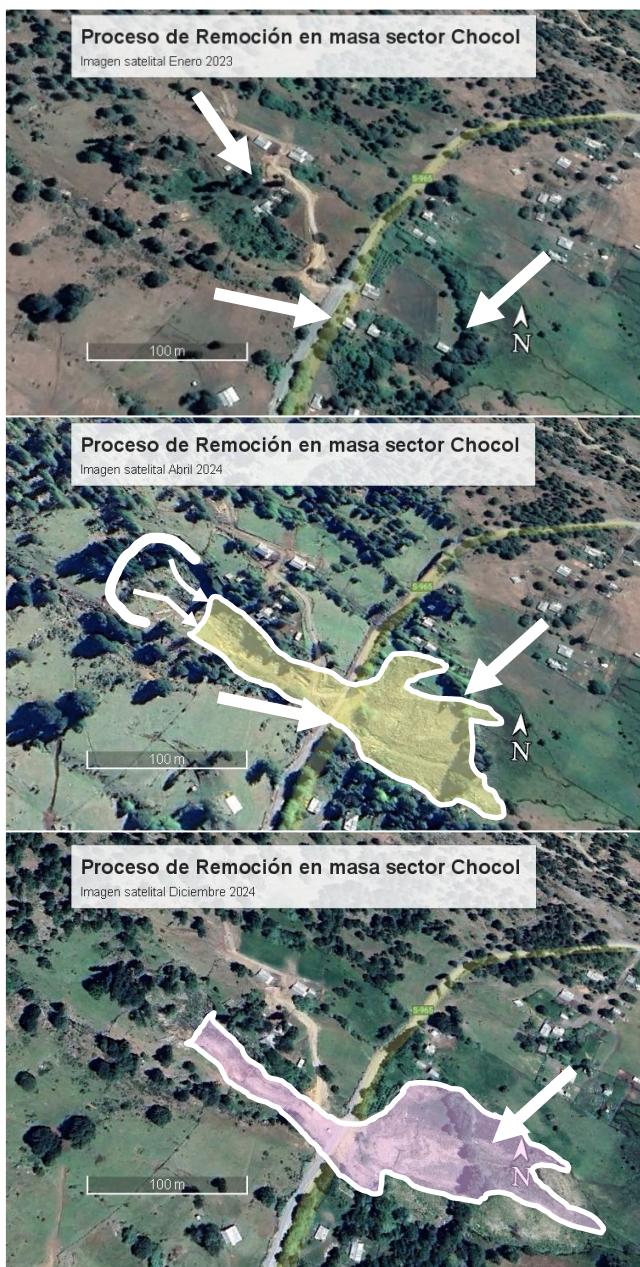 Proceso de Remoción en masa sector Chocol
Imagen satelital Enero 2023
S-965
N
100 m
Proceso de Remoción en masa sector Chocol
Imagen satelital Abril 2024
S-965
N
100 m
Proceso de Remoción en masa sector Chocol
Imagen satelital Diciembre 2024
S-965
N
100 m